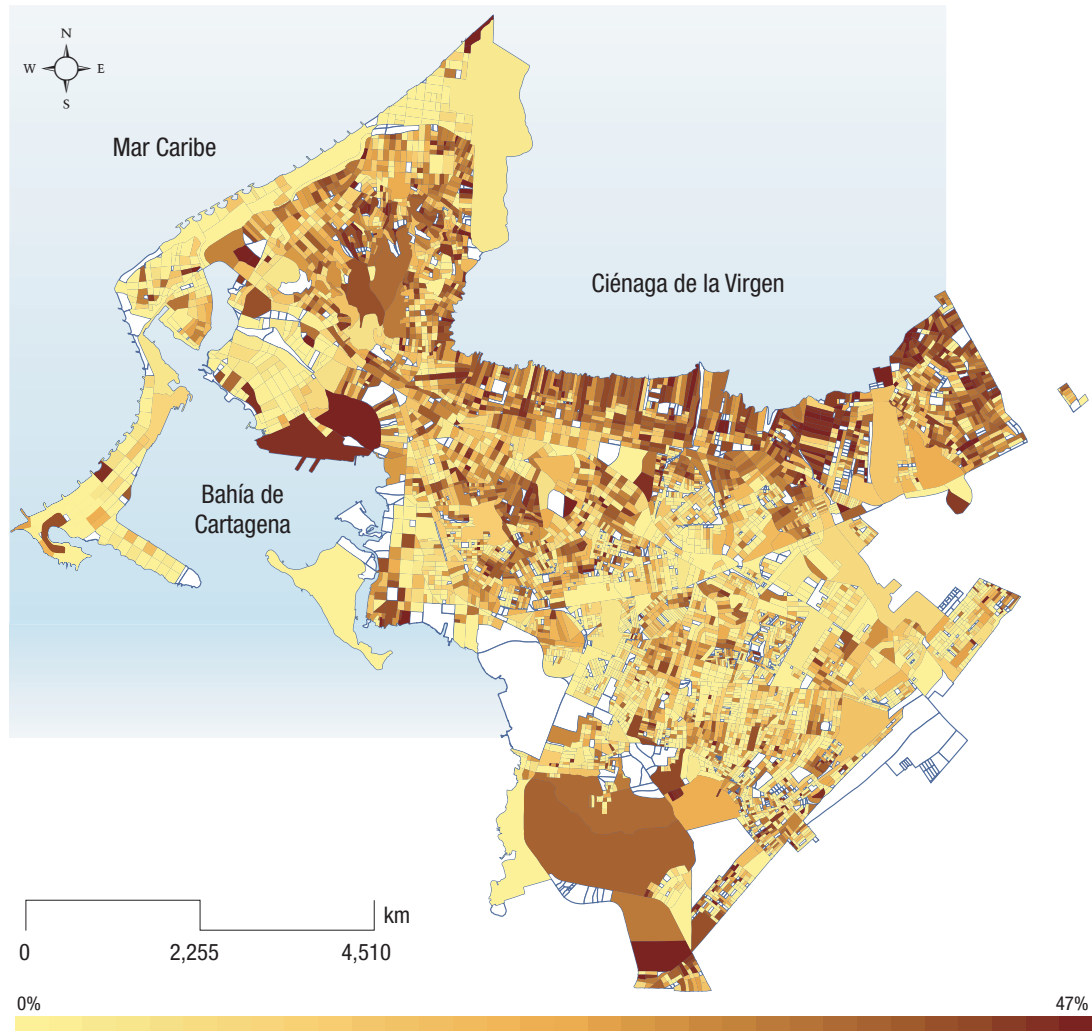 N
W E
S
Mar Caribe
Ciénaga de la Virgen
Bahía de
Cartagena
km
0 2,255 4,510
0% 47%